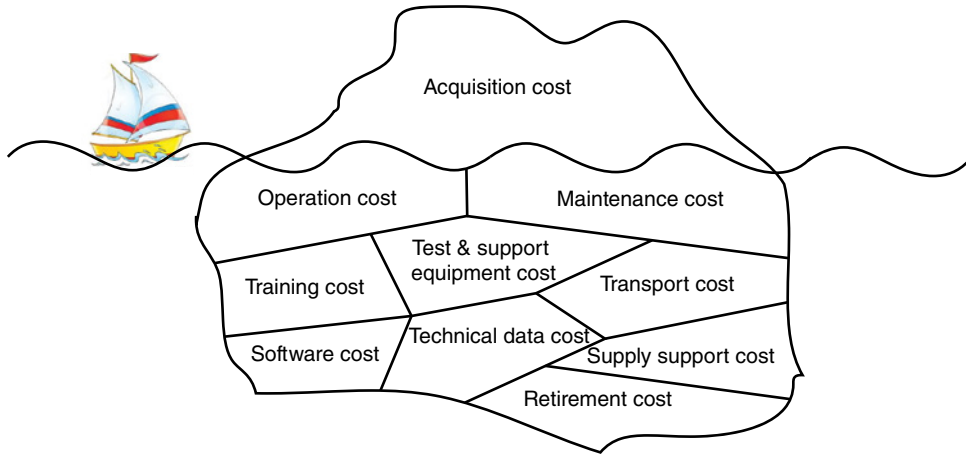 Acquisition cost
Operation cost
Maintenance cost
Test & support
equipment cost
Training cost
Transport cost
Technical data cost
Software cost
Supply support cost
Retirement cost